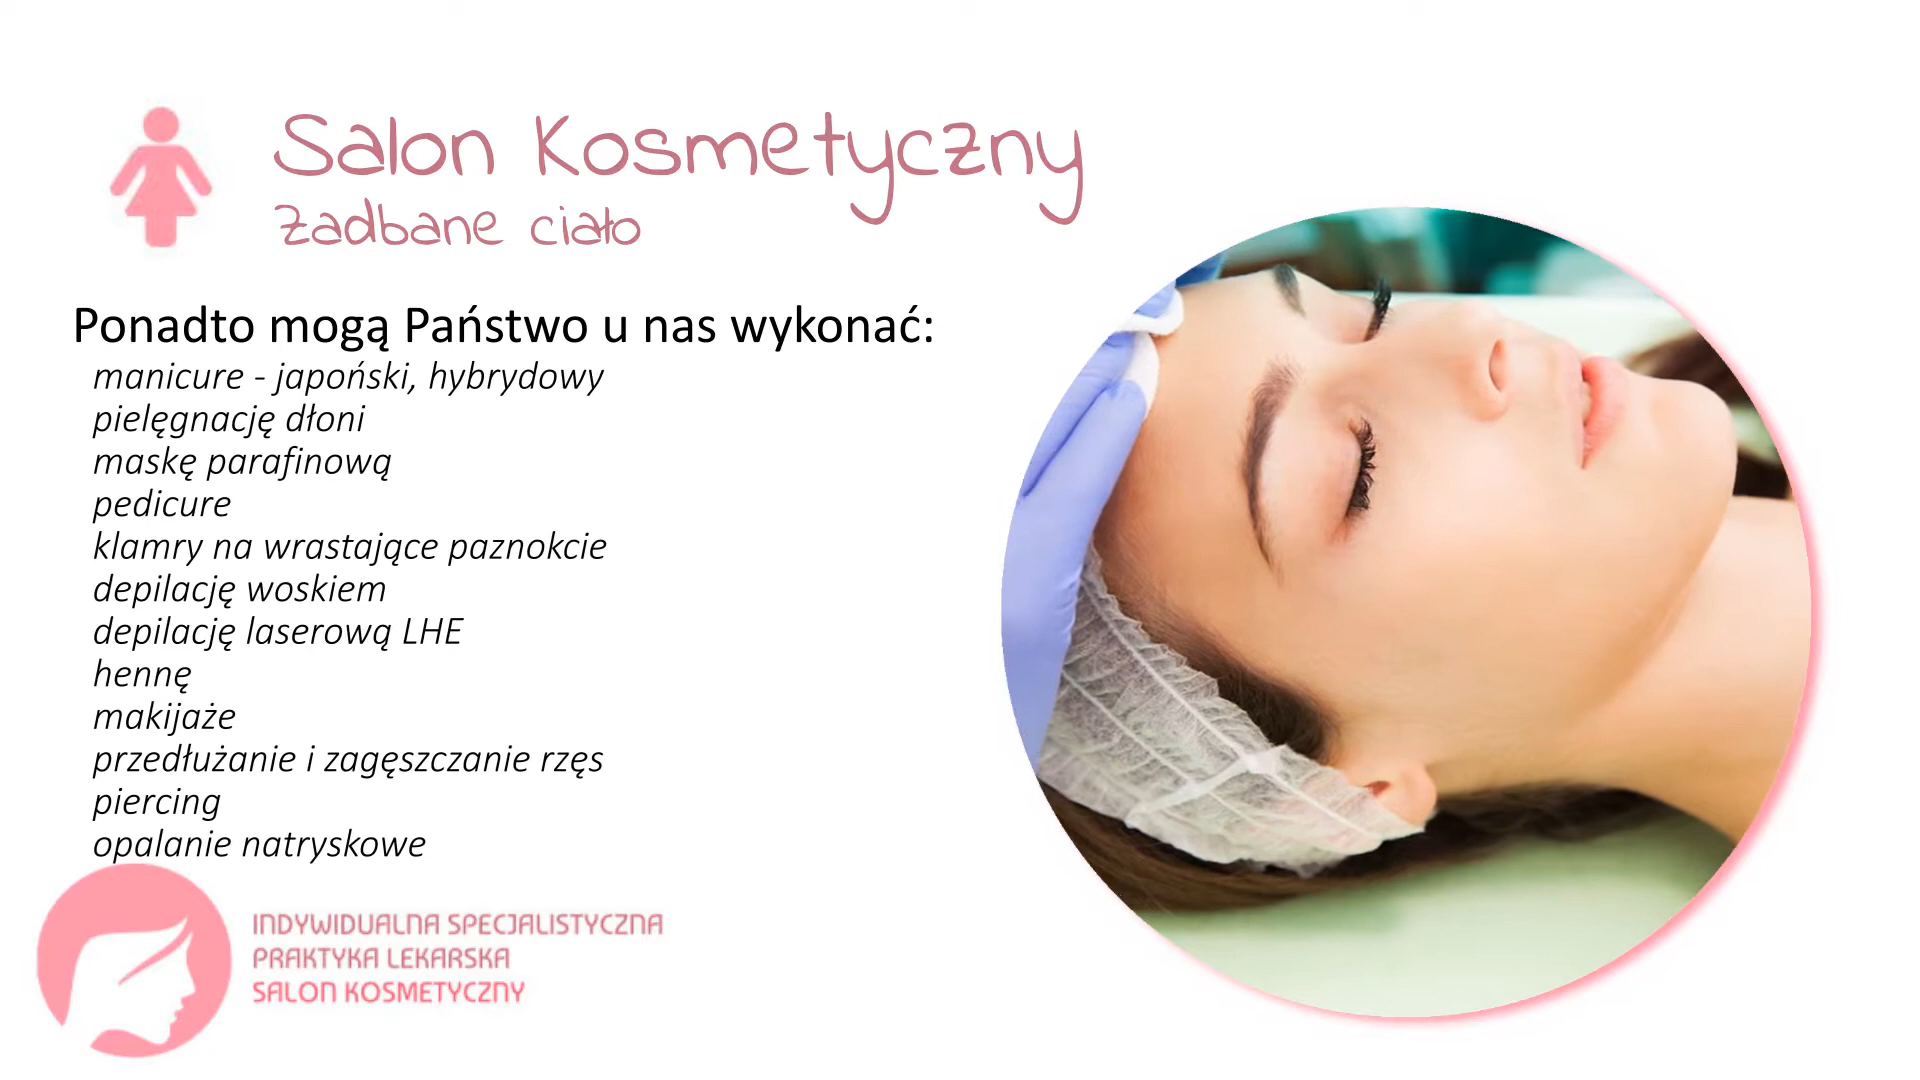 Salon Kosmetyczny
Zadbane ciało
Ponadto mogą Państwo u nas wykonać:
manicure - japoński, hybrydowy
pielęgnację dłoni
maskę parafinową
pedicure
klamry na wrastające paznokcie
depilację woskiem
depilację laserową LHE
hennę
makijaże
przedłużanie i zagęszczanie rzęs
piercing
opalanie natryskowe
INDYWIDUALNA SPECJALISTYCZNA
PRAKTYKA LEKARSKA
SALON KOSMETYCZNY